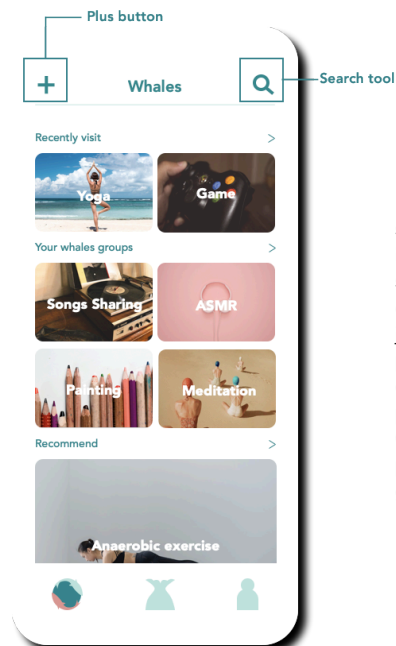 Plus button
Whales
Search tool
Recently visit
Yoga
Game
Your whales groups
Songs Sharing
ASMR
Painting
Meditation
Recommend
Anaerobic exercise